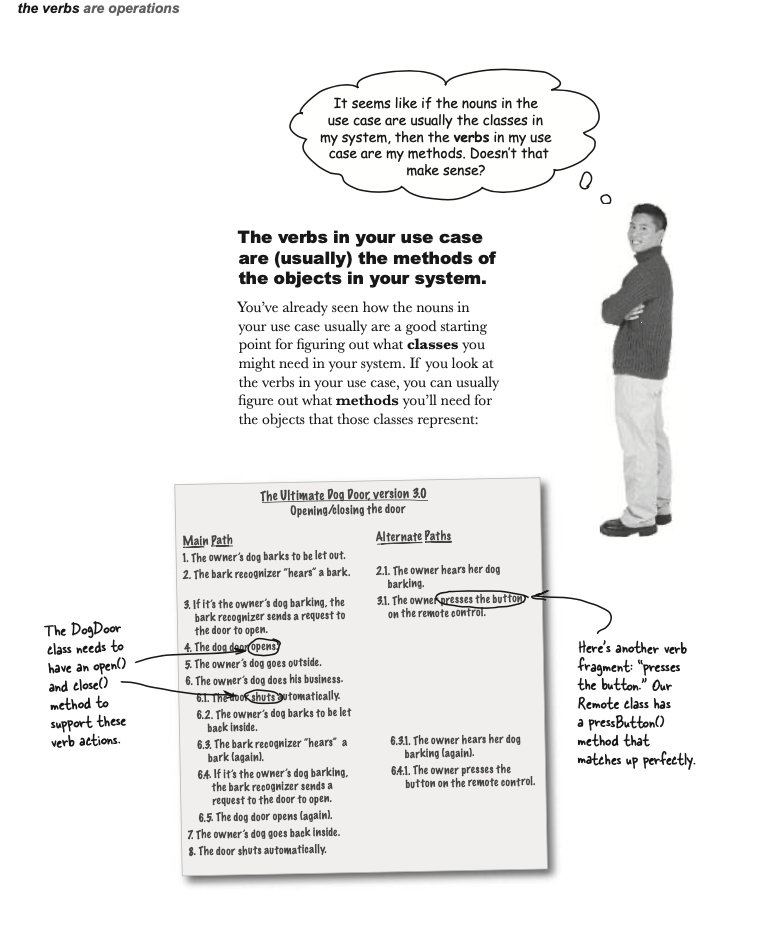 the verbs are operations
It seems like if the nouns in the
use case are usually the classes in
my system, then the verbs in my use
case are my methods. Doesn't that
make sense?
The verbs in your use case
are (usually) the methods of
the objects in your system.
You've already seen how the nouns in
your use case usually are a good starting
point for figuring out what classes you
might need in your system. If you look at
the verbs in your use case, you can usually
figure out what methods you'll need for
the objects that those classes represent:
The Ultimate Dog Door, version 3.0
Opening/closing the door
Main Path
1. The owner's dog barks to be let out.
2. The bark recognizer "hears" a bark.
3. If it's the owner's dog barking, the
bark recognizer sends a request to
the door to open.
4. The dog door opens.
5. The owner's dog goes outside.
6. The owner's dog does his business.
6.1. The door shuts automatically.
6.2. The owner's dog barks to be let
back inside.
6.3. The bark recognizer "hears" a
bark (again).
6.4. If it's the owner's dog barking,
the bark recognizer sends a
request to the door to open.
6.5. The dog door opens (again).
7. The owner's dog goes back inside.
8. The door shuts automatically.
Alternate Paths
2.1. The owner hears her dog
barking.
3.1. The owner presses the button
on the remote control.
6.3.1. The owner hears her dog
barking (again).
6.4.1. The owner presses the
button on the remote control.
The DogDoor
class needs to
have an open()
and close()
method to
support these
verb actions.
Here's another verb
fragment: "presses
the button." Our
Remote class has
a pressButton()
method that
matches up perfectly.